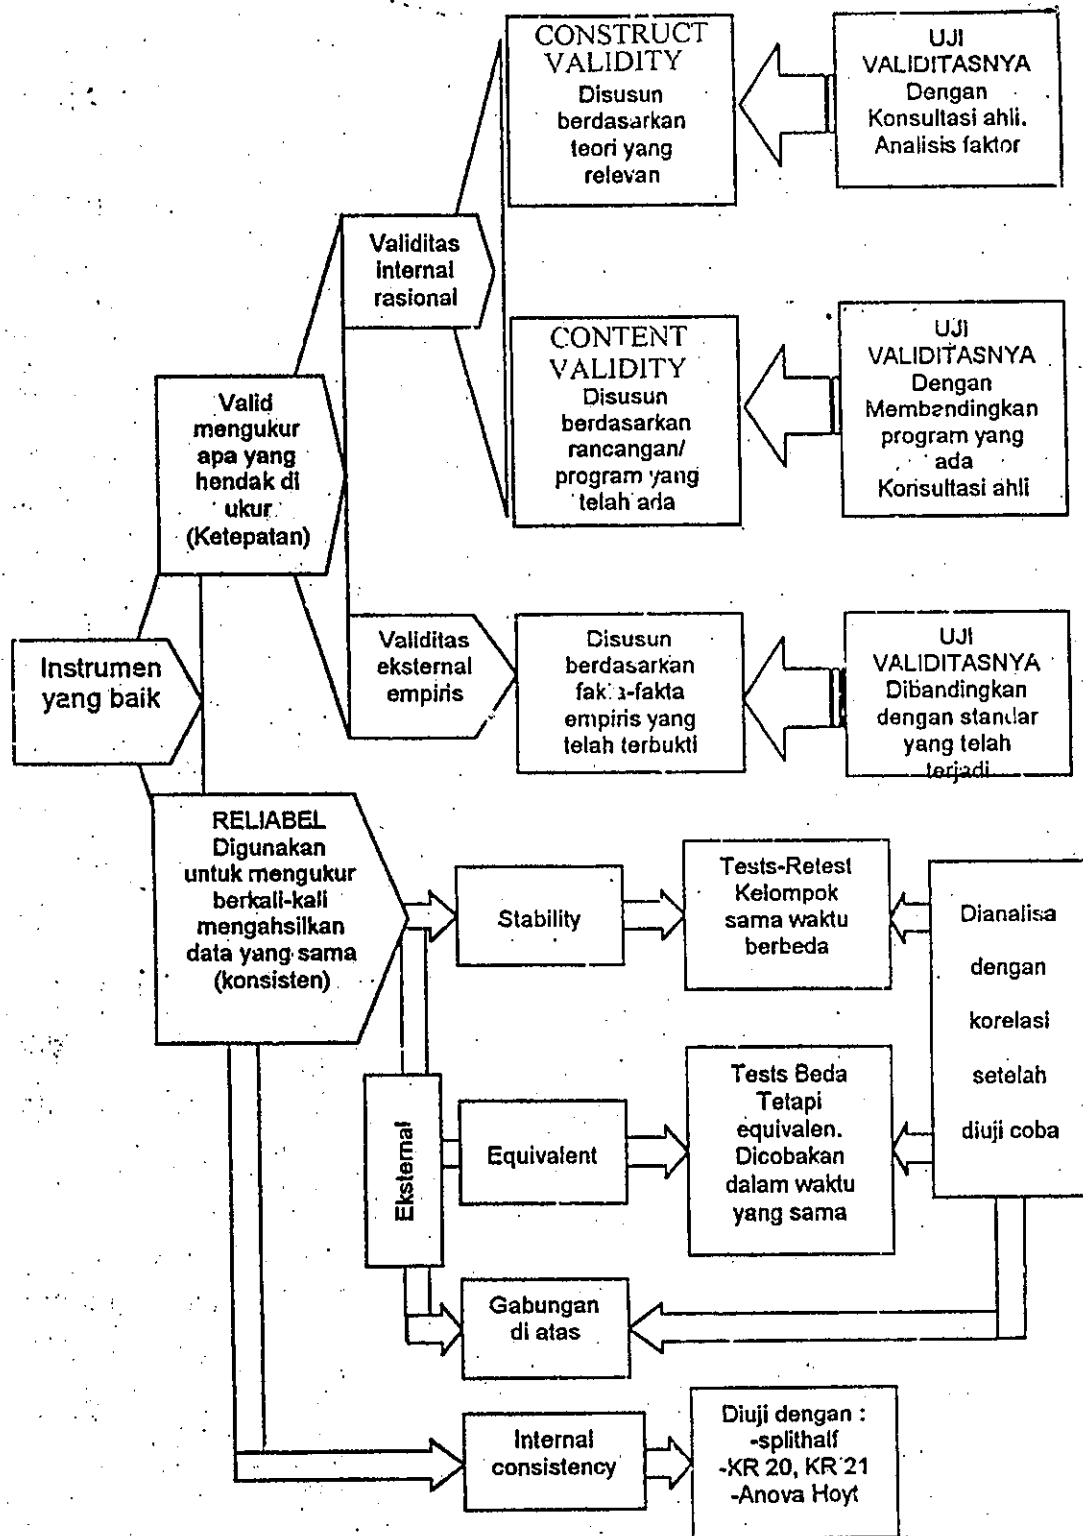 CONSTRUCT
VALIDITY
Disusun
berdasarkan
teori yang
relevan
UJI
VALIDITASNYA
Dengan
Konsultasi ahli.
Analisis faktor
Validitas
internal
rasional
CONTENT
VALIDITY
Disusun
berdasarkan
rancangan/
program yang
telah ada
UJI
VALIDITASNYA
Dengan
Membandingkan
program yang
ada
Konsultasi ahli
Valid
mengukur
apa yang
hendak di
ukur
(Ketepatan)
Instrumen
yang baik
Validitas
eksternal
empiris
Disusun
berdasarkan
fakta-fakta
empiris yang
telah terbukti
UJI
VALIDITASNYA
Dibandingkan
dengan standar
yang telah
terjadi
RELIABEL
Digunakan
untuk mengukur
berkali-kali
mengahsilkan
data yang sama
(konsisten)
Stability
Tests-Retest
Kelompok
sama waktu
berbeda
Dianalisa
dengan
korelasi
setelah
diuji coba
Eksternal
Equivalent
Tests Beda
Tetapi
equivalen.
Dicobakan
dalam waktu
yang sama
Gabungan
di atas
Internal
consistency
Diuji dengan :
-splithalf
-KR 20, KR 21
-Anova Hoyt